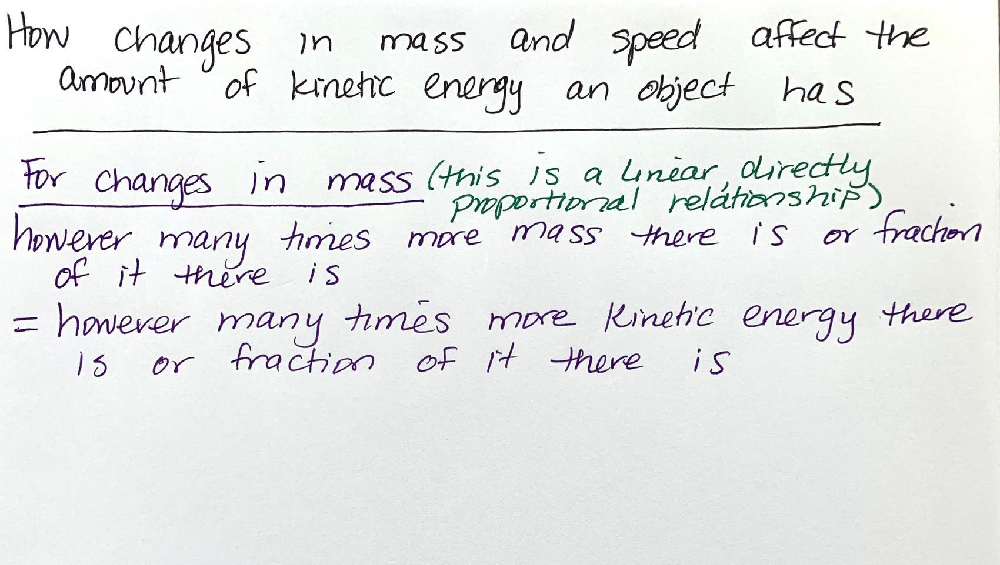 How changes in mass and speed affect the
amount of kinetic energy an object has
For changes in mass (this is a linear, directly
proportional relationship)
however many times more mass there is or fraction
of it there is
= however many times more kinetic energy there
is or fraction of it there is